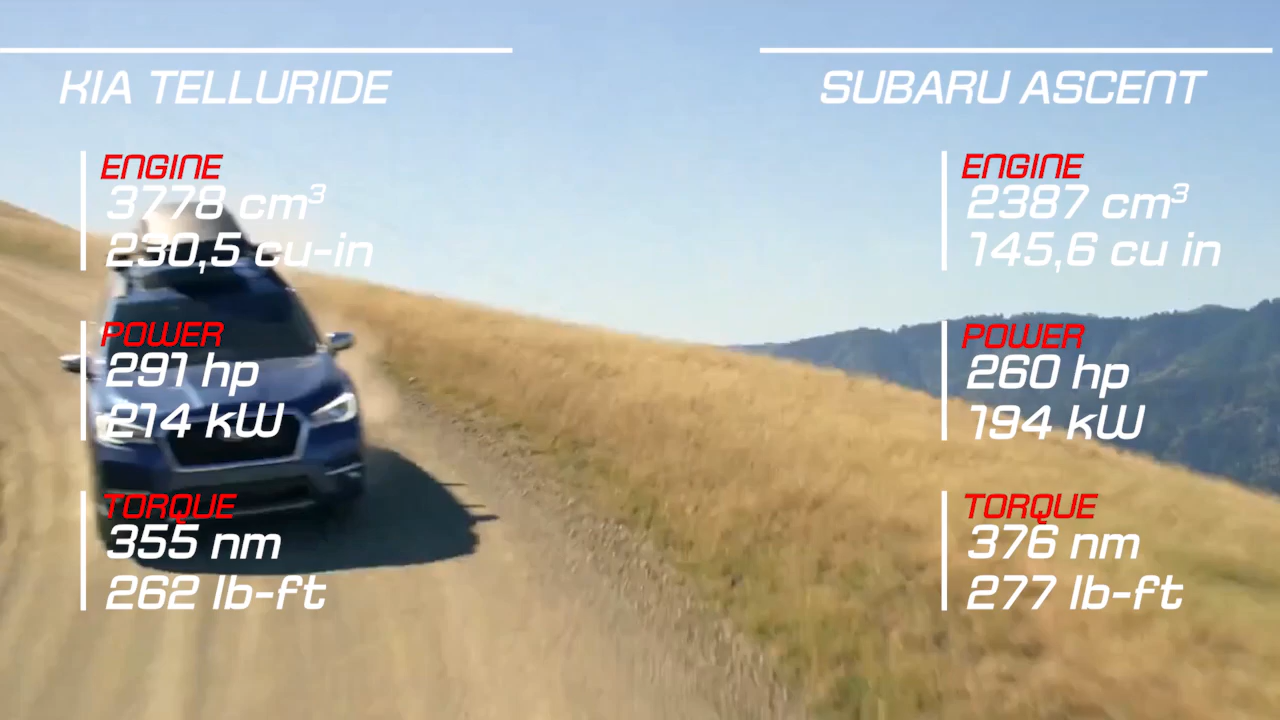 KIA TELLURIDE
ENGINE
3778 cm³
230,5 cu-in
POWER
291 hp
214 kW
TORQUE
355 nm
262 lb-ft
SUBARU ASCENT
ENGINE
2387 cm³
145,6 cu in
POWER
260 hp
194 kW
TORQUE
376 nm
277 lb-ft